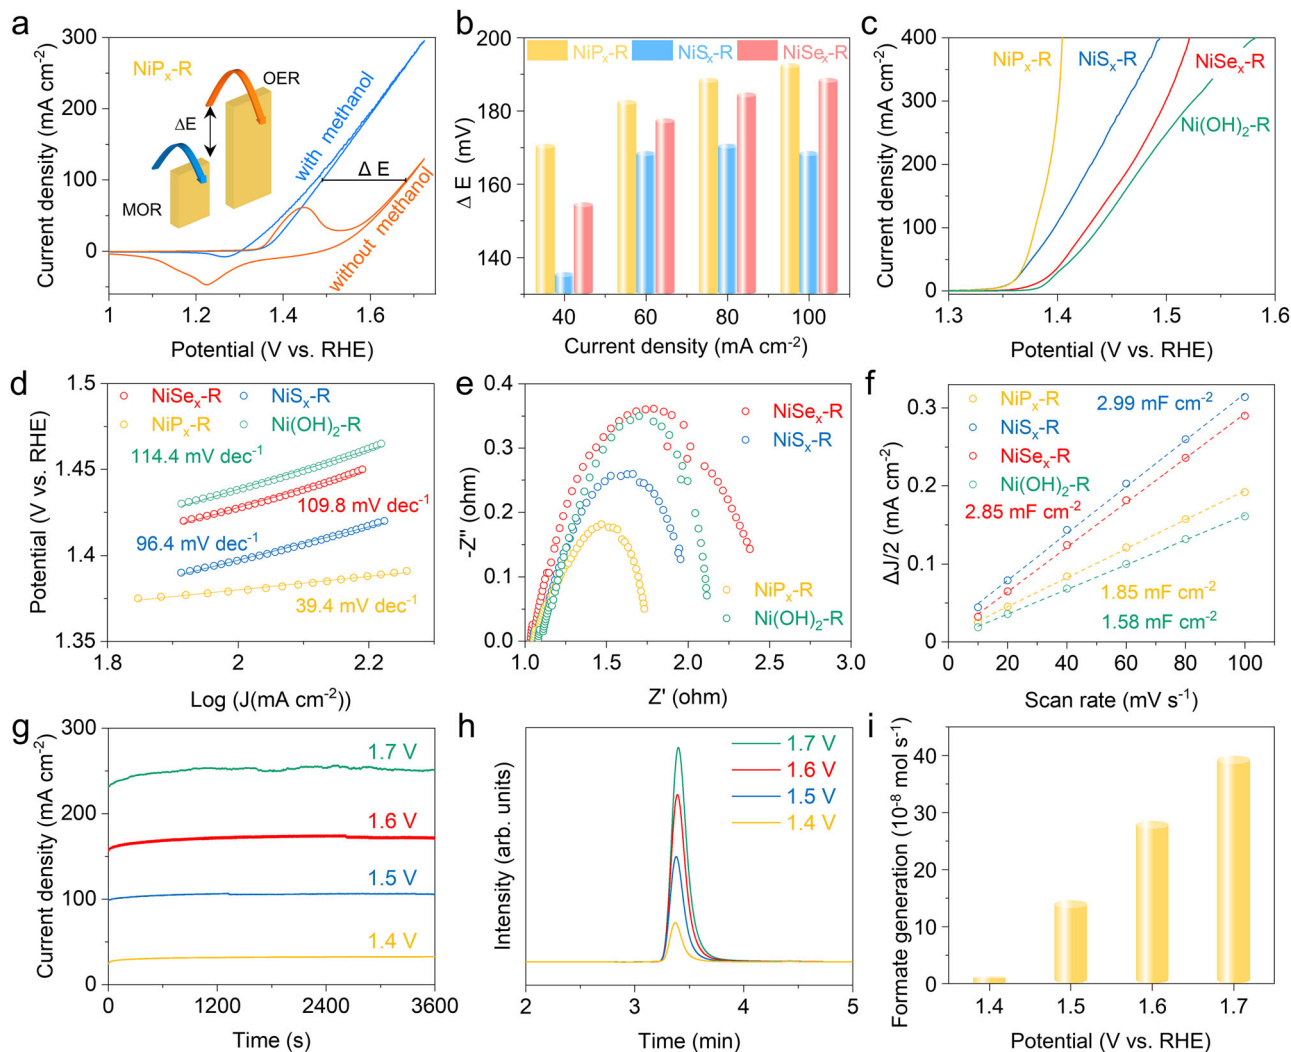 a
Current density (mA cm-2)
300
250
200
150
100
50
0
NiPx-R
OER
ΔE
MOR
with methanol
Δ E
without methanol
1
1.2
1.4
1.6
Potential (V vs. RHE)
b
Δ E (mV)
200
180
160
140
NiPx-R
NiSx-R
NiSex-R
40
60
80
100
Current density (mA cm-2)
c
Current density (mA cm-2)
400
300
200
100
0
NiPx-R
NiSx-R
NiSex-R
Ni(OH)2-R
1.3
1.4
1.5
1.6
Potential (V vs. RHE)
d
Potential (V vs. RHE)
1.5
1.45
1.4
1.35
NiSex-R
NiSx-R
NiPx-R
Ni(OH)2-R
114.4 mV dec-1
109.8 mV dec-1
96.4 mV dec-1
39.4 mV dec-1
1.8
2
2.2
Log (J(mA cm-2))
e
-Z'' (ohm)
0.4
0.3
0.2
0.1
0.0
NiSex-R
NiSx-R
NiPx-R
Ni(OH)2-R
1.0
1.5
2.0
2.5
3.0
Z' (ohm)
f
ΔJ/2 (mA cm-2)
0.3
0.2
0.1
0
NiPx-R
NiSx-R
NiSex-R
Ni(OH)2-R
2.99 mF cm-2
2.85 mF cm-2
1.85 mF cm-2
1.58 mF cm-2
0
20
40
60
80
100
Scan rate (mV s-1)
g
Current density (mA cm-2)
300
200
100
0
1.7 V
1.6 V
1.5 V
1.4 V
0
1200
2400
3600
Time (s)
h
Intensity (arb. units)
1.7 V
1.6 V
1.5 V
1.4 V
2
3
4
5
Time (min)
i
Formate generation (10-8 mol s-1)
40
30
20
10
0
1.4
1.5
1.6
1.7
Potential (V vs. RHE)